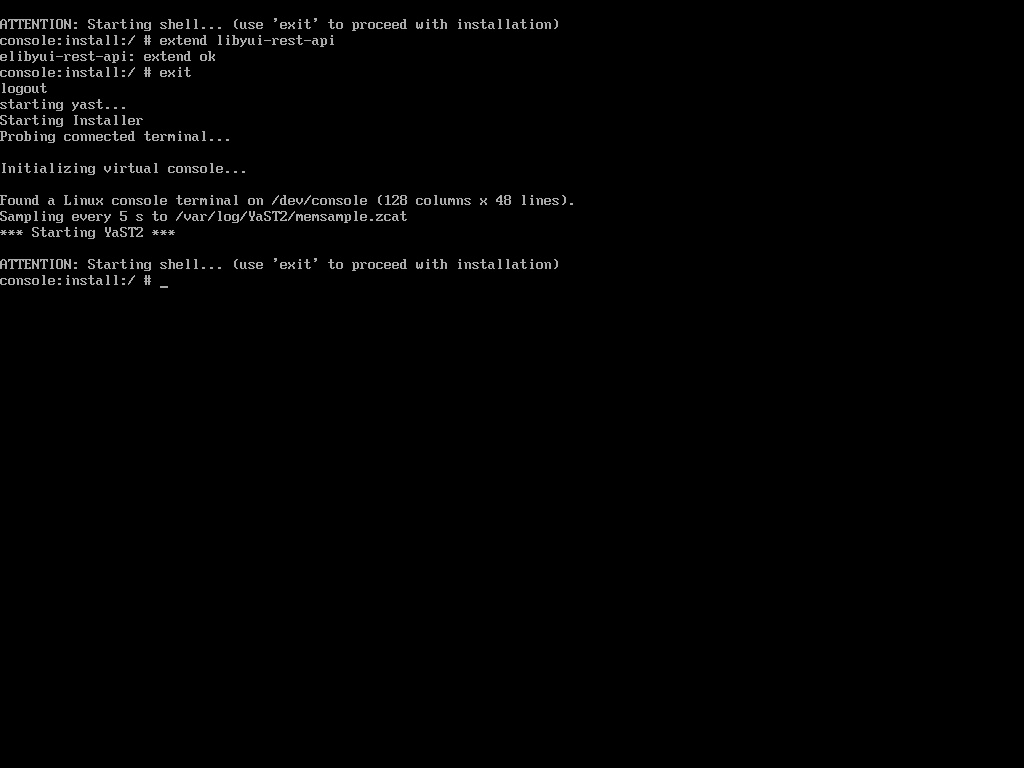 ATTENTION: Starting shell... (use 'exit' to proceed with installation)
console:install:/ # extend libyui-rest-api
elibyui-rest-api: extend ok
console:install:/ # exit
logout
starting yast...
Starting Installer
Probing connected terminal...
Initializing virtual console...
Found a Linux console terminal on /dev/console (128 columns x 48 lines).
Sampling every 5 s to /var/log/YaST2/memsample.zcat
*** Starting YaST2 ***
ATTENTION: Starting shell... (use 'exit' to proceed with installation)
console:install:/ # _